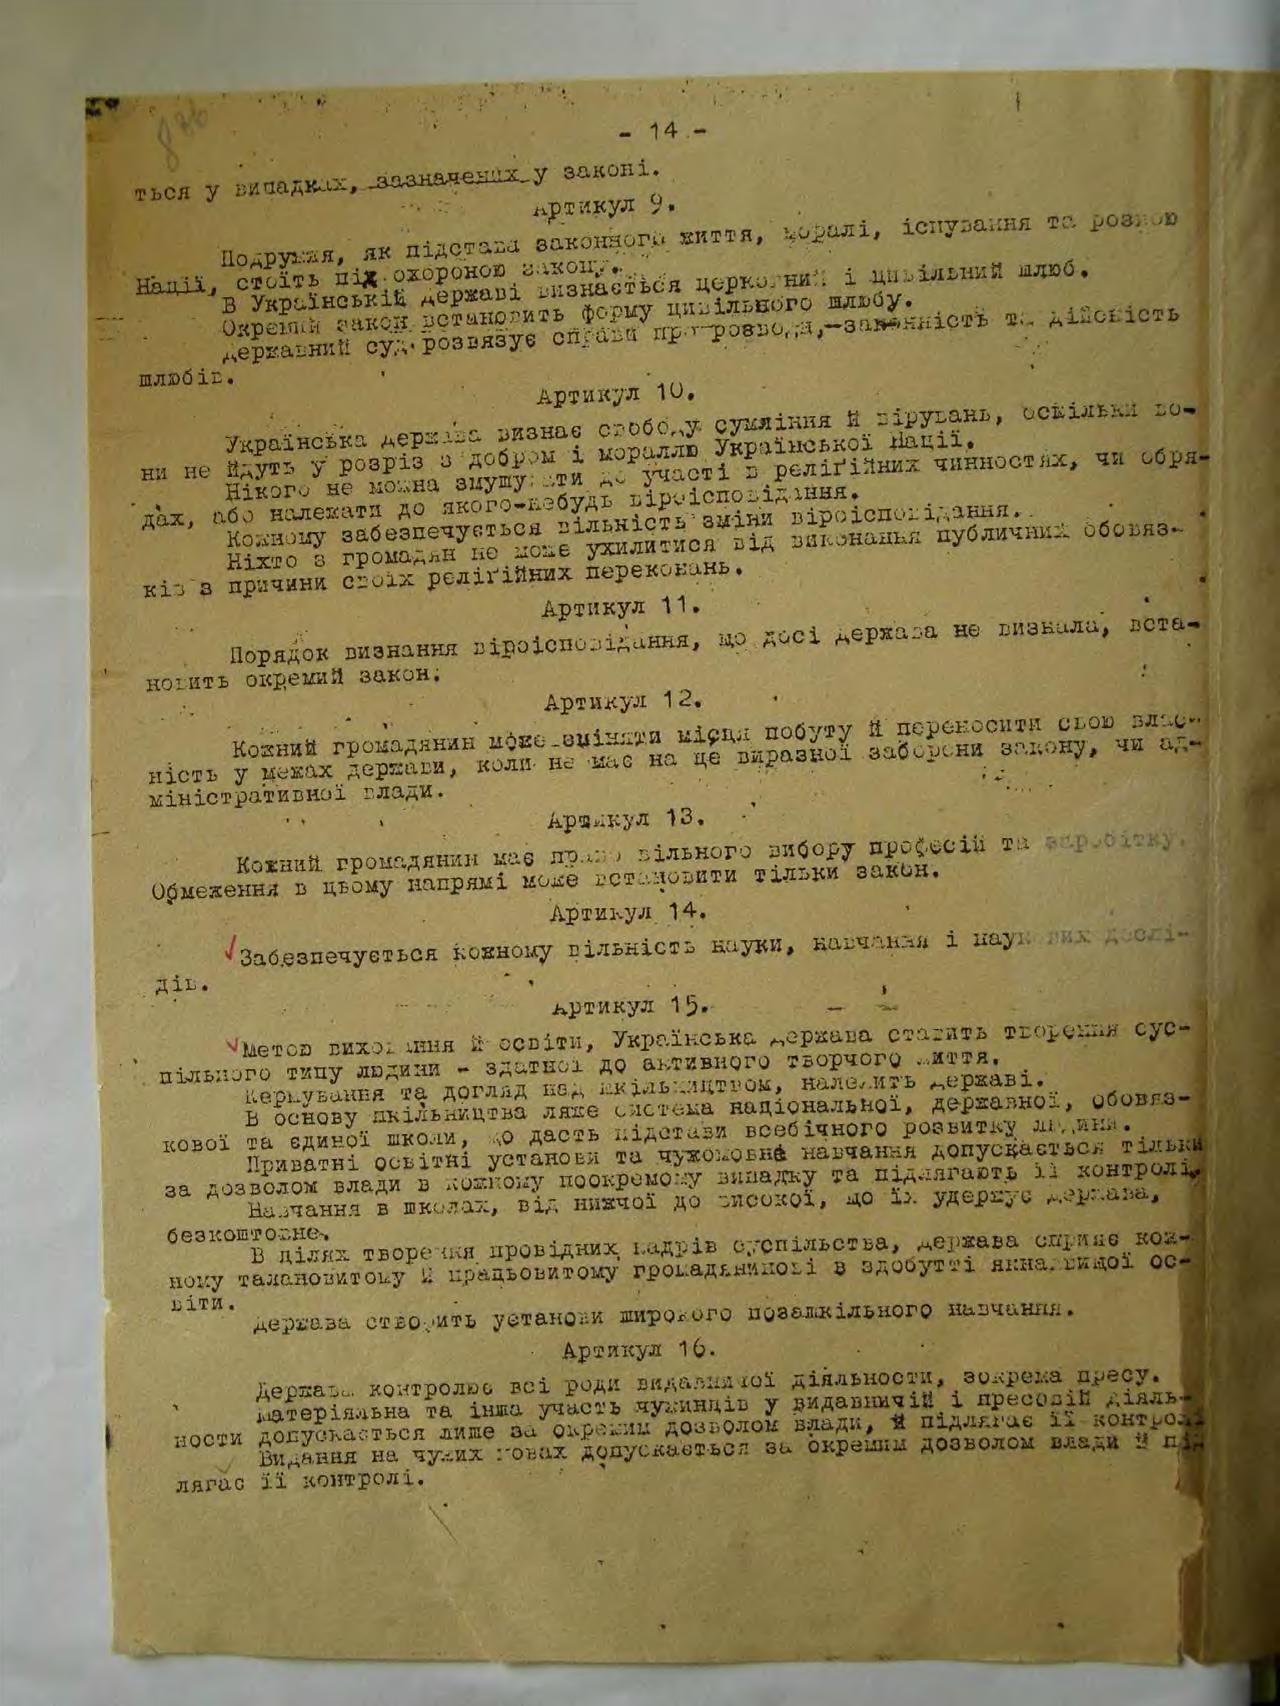 - 14 -
ться у випадках, зазначених у законі.
Артикул 9.
Подружжя, як підстава законного життя, моралі, існування та розвою
Нації, стоїть під охороною закону.
В Українській державі визнається церковний і цивільний шлюб.
Окремий закон встановить форму цивільного шлюбу.
Державний суд розвязує справи про розводи, законність та дійсність
шлюбів.
Артикул 10.
Українська держава визнає свободу сумління й вірувань, оскільки во-
ни не йдуть у розріз з добром і мораллю Української Нації.
Нікого не можна змушувати до участі в реліґійних чинностях, чи обря-
дах, або належати до якого-небудь віроісповідання.
Кожному забезпечується вільність зміни віроісповідання.
Ніхто з громадян не може ухилитися від виконання публичних обовяз-
ків з причини своїх реліґійних переконань.
Артикул 11.
Порядок визнання віроісповідання, що досі держава не визнала, вста-
новить окремий закон.
Артикул 12.
Кожний громадянин може зміняти місця побуту й переносити свою влас-
ність у межах держави, коли не має на це виразної заборони закону, чи ад-
міністративної влади.
Артикул 13.
Кожний громадянин має право вільного вибору професій та заробітку.
Обмеження в цьому напрямі може встановити тільки закон.
Артикул 14.
Забезпечується кожному вільність науки, навчання і наукових дослі-
дів.
Артикул 15.
Метою виховання й освіти, Українська держава ставить творення сус-
пільного типу людини - здатної до активного творчого життя.
Керкування та догляд над шкільництвом, належить державі.
В основу шкільництва ляже система національної, державної, обовяз-
кової та єдиної школи, що дасть підстави всебічного розвитку людини.
Приватні освітні установи та чужомовне навчання допускається тільки
за дозволом влади в кожному поокремому випадку та підлягають її контролі.
Навчання в школах, від нижчої до високої, що їх удержує держава,
безкоштовне.
В цілях творення провідних кадрів суспільства, держава сприяє кож-
ному талановитому й працьовитому громадянинові в здобутті якнайвищої ос-
віти.
Держава створить установи широкого позашкільного навчання.
Артикул 16.
Держава контролює всі роди видавничої діяльности, зокрема пресу.
Матеріяльна та інша участь чужинців у видавничій і пресовій діяль-
ности допускається лише за окремим дозволом влади, й підлягає її контролі
Видання на чужих мовах допускається за окремим дозволом влади й під
лягає її контролі.